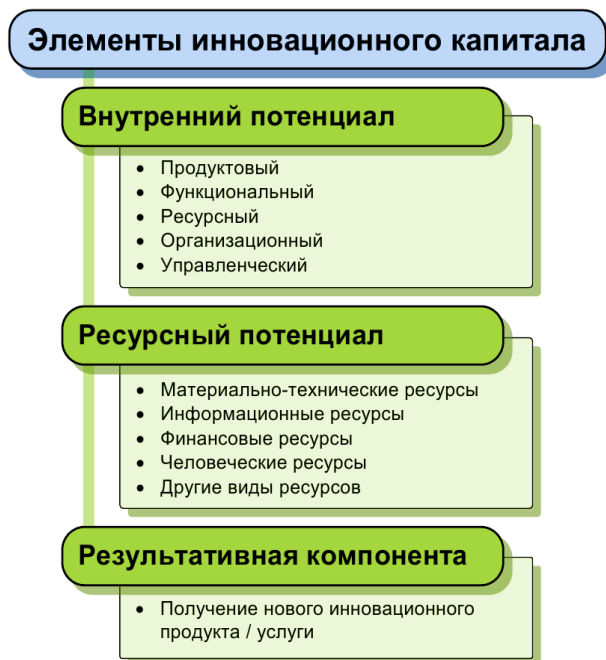 Элементы инновационного капитала
Внутренний потенциал
• Продуктовый
• Функциональный
• Ресурсный
• Организационный
• Управленческий
Ресурсный потенциал
• Материально-технические ресурсы
• Информационные ресурсы
• Финансовые ресурсы
• Человеческие ресурсы
• Другие виды ресурсов
Результативная компонента
• Получение нового инновационного
продукта / услуги